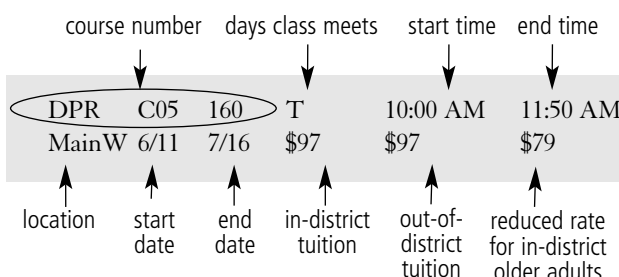 course number days class meets start time end time
DPR C05 160 T 10:00 AM 11:50 AM
MainW 6/11 7/16 $97 $97 $79
location start date end date in-district tuition out-of-district tuition reduced rate for in-district older adults